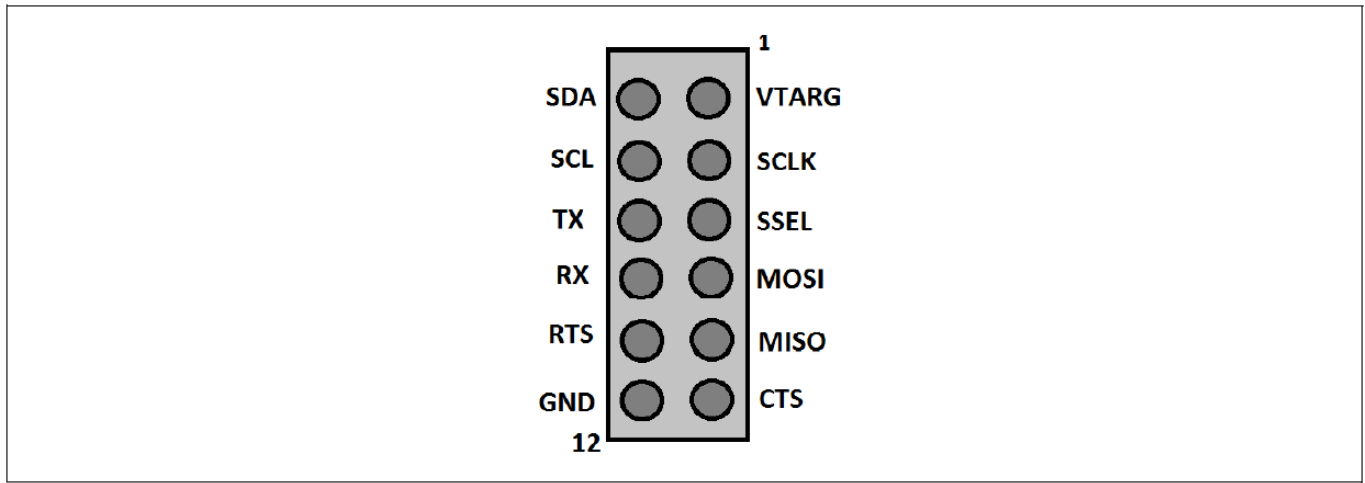 1
SDA VTARG
SCL SCLK
TX SSEL
RX MOSI
RTS MISO
GND CTS
12